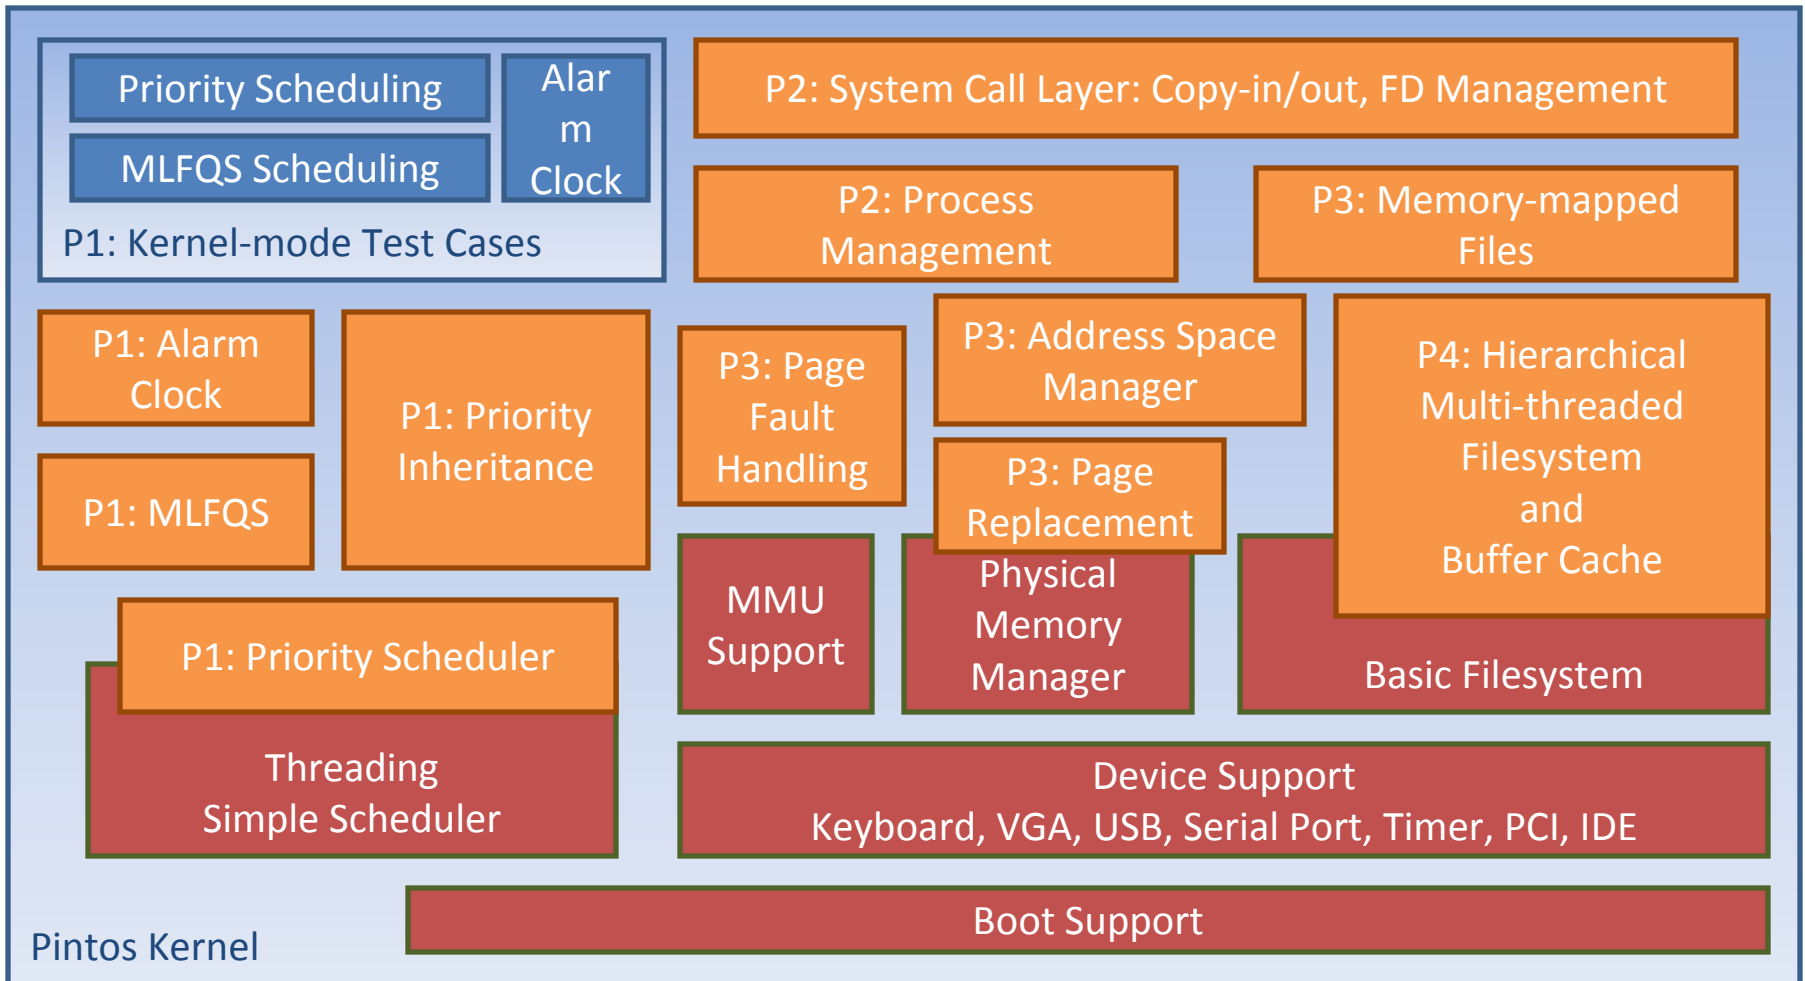 Priority Scheduling
MLFQS Scheduling
Alar
m
Clock
P1: Kernel-mode Test Cases
P2: System Call Layer: Copy-in/out, FD Management
P2: Process
Management
P3: Memory-mapped
Files
P1: Alarm
Clock
P1: Priority
Inheritance
P1: MLFQS
P3: Page
Fault
Handling
P3: Address Space
Manager
P3: Page
Replacement
P4: Hierarchical
Multi-threaded
Filesystem
and
Buffer Cache
MMU
Support
Physical
Memory
Manager
Basic Filesystem
P1: Priority Scheduler
Threading
Simple Scheduler
Device Support
Keyboard, VGA, USB, Serial Port, Timer, PCI, IDE
Boot Support
Pintos Kernel